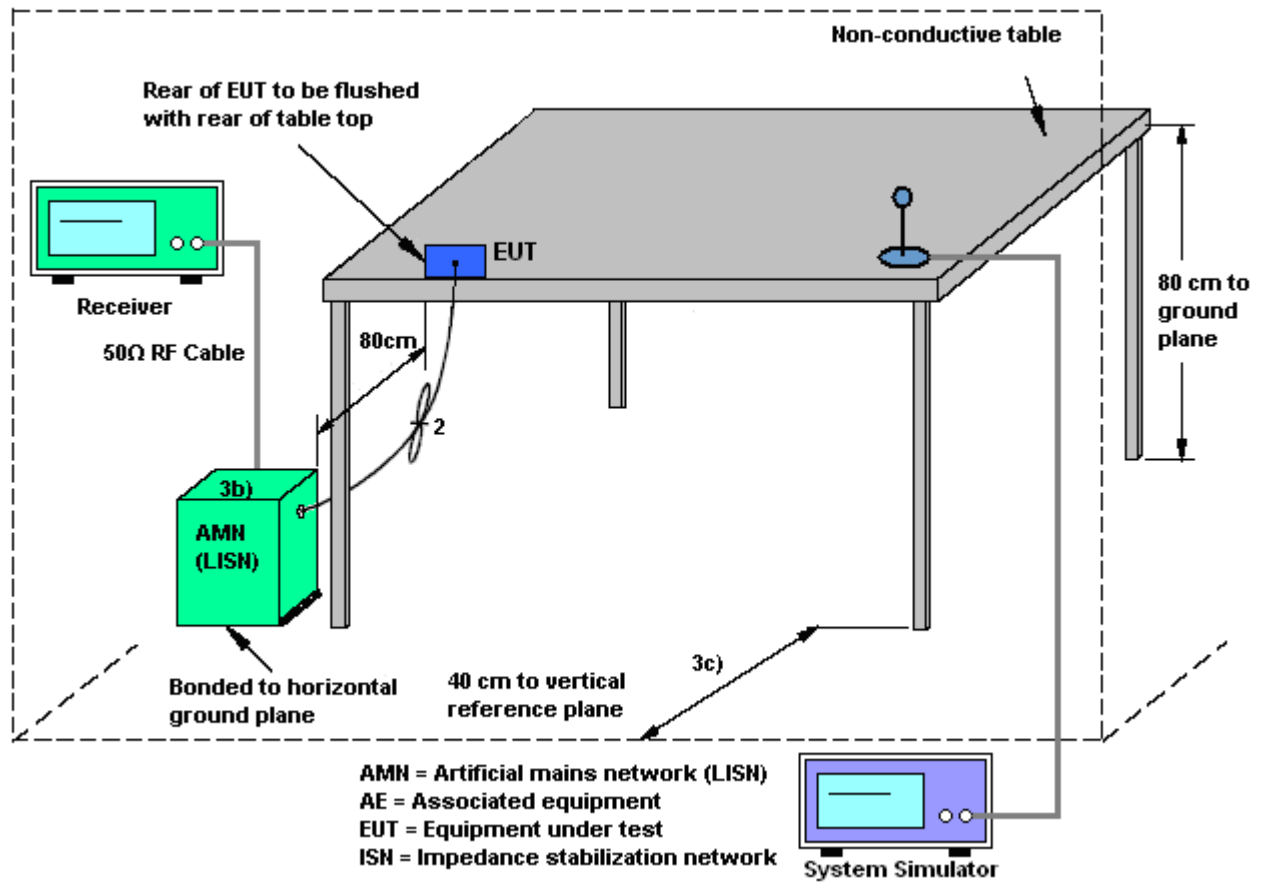 Non-conductive table
Rear of EUT to be flushed
with rear of table top
EUT
Receiver
80 cm to
ground
plane
80cm
50Ω RF Cable
2
3b)
AMN
(LISN)
3c)
Bonded to horizontal
ground plane
40 cm to vertical
reference plane
AMN = Artificial mains network (LISN)
AE = Associated equipment
EUT = Equipment under test
ISN = Impedance stabilization network
System Simulator